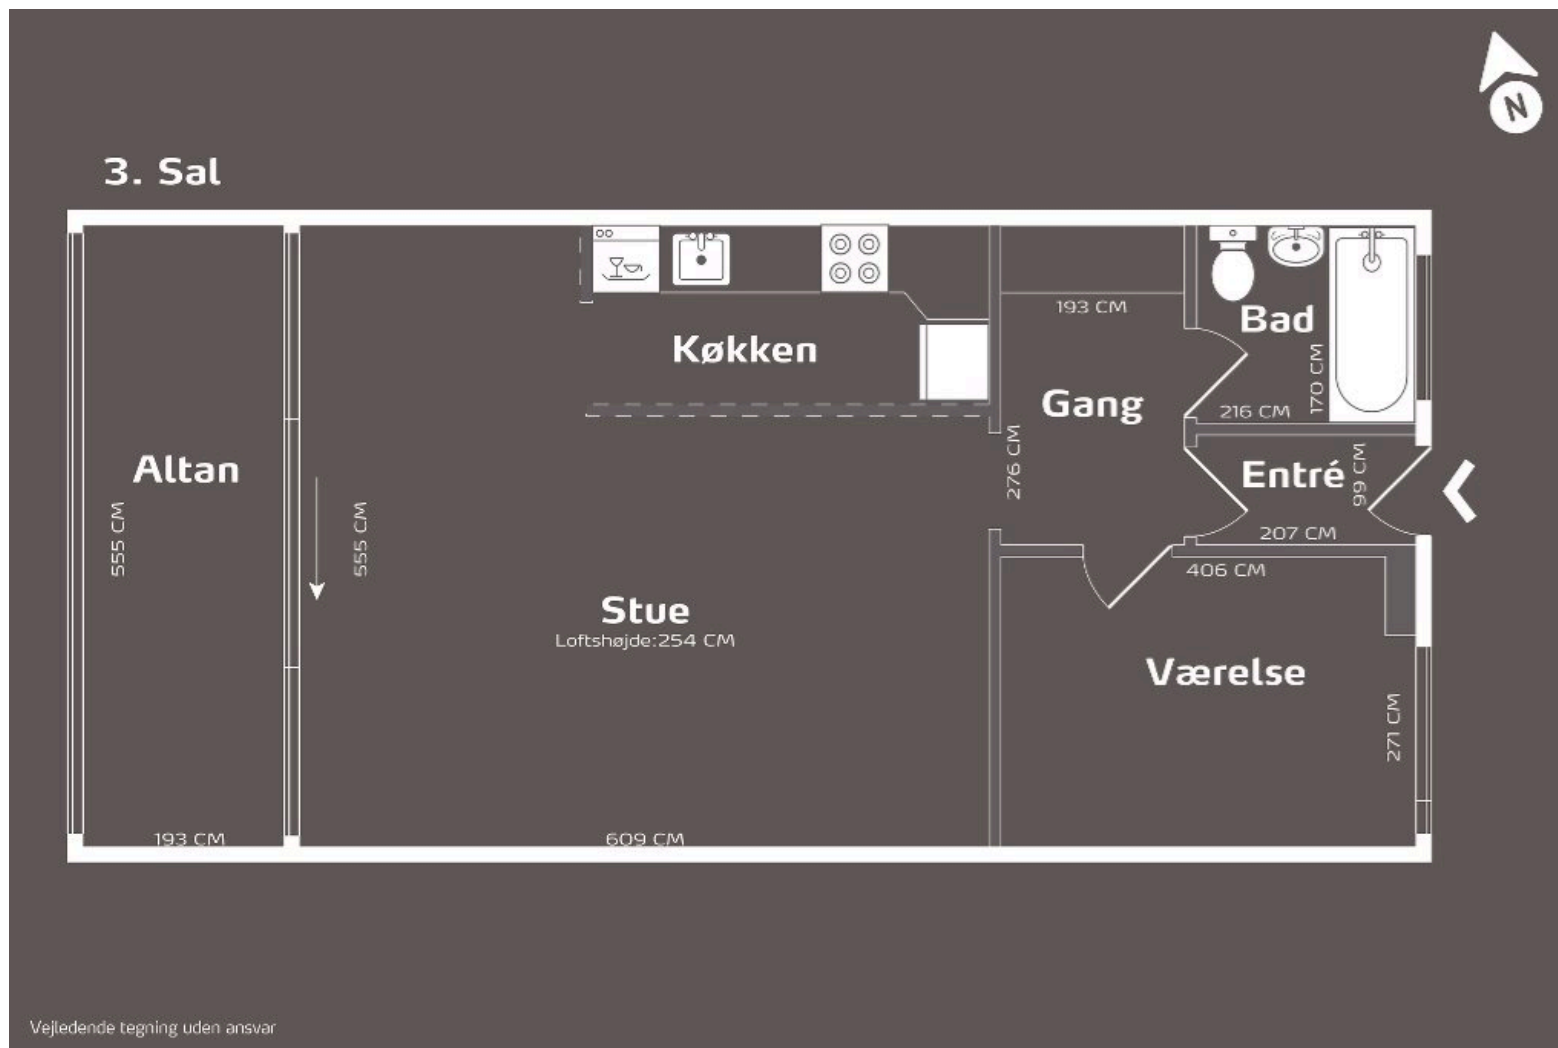 N
3. Sal
193 CM
Bad
Køkken
170 CM
Gang
216 CM
276 CM
Altan
Entré
99 CM
555 CM
555 CM
207 CM
406 CM
Stue
Loftshøjde:254 CM
Værelse
271 CM
193 CM
609 CM
Vejledende tegning uden ansvar